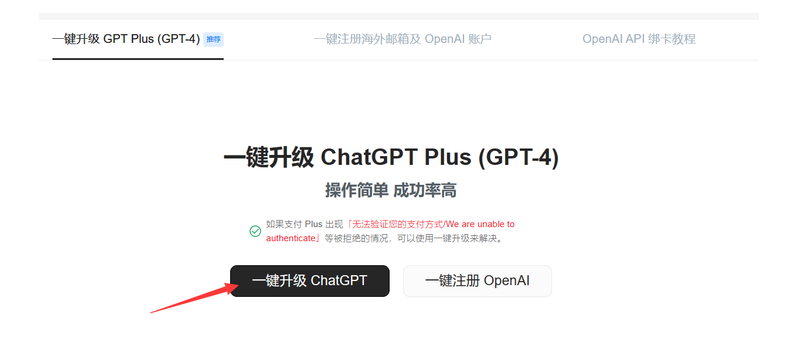 一键升级 GPT Plus (GPT-4) 推荐
一键注册海外邮箱及 OpenAI 账户
OpenAI API 绑卡教程
一键升级 ChatGPT Plus (GPT-4)
操作简单 成功率高
如果支付 Plus 出现「无法验证您的支付方式/We are unable to
authenticate」等被拒绝的情况，可以使用一键升级来解决。
一键升级 ChatGPT
一键注册 OpenAI